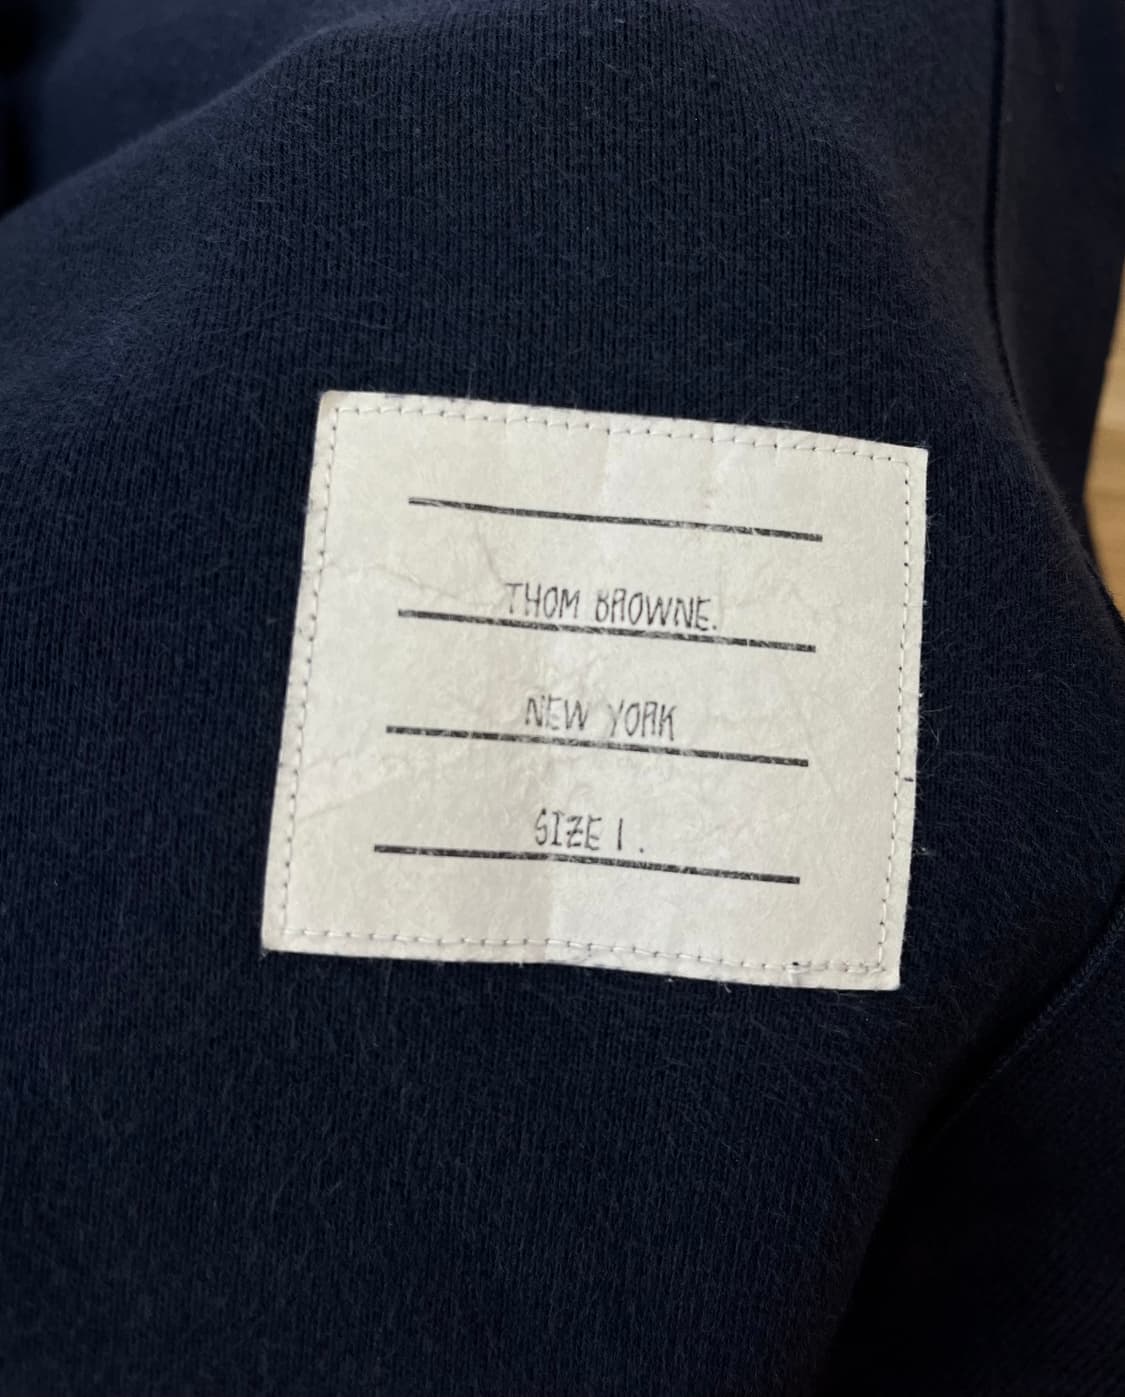 THOM BROWNE.
NEW YORK
SIZE 1.